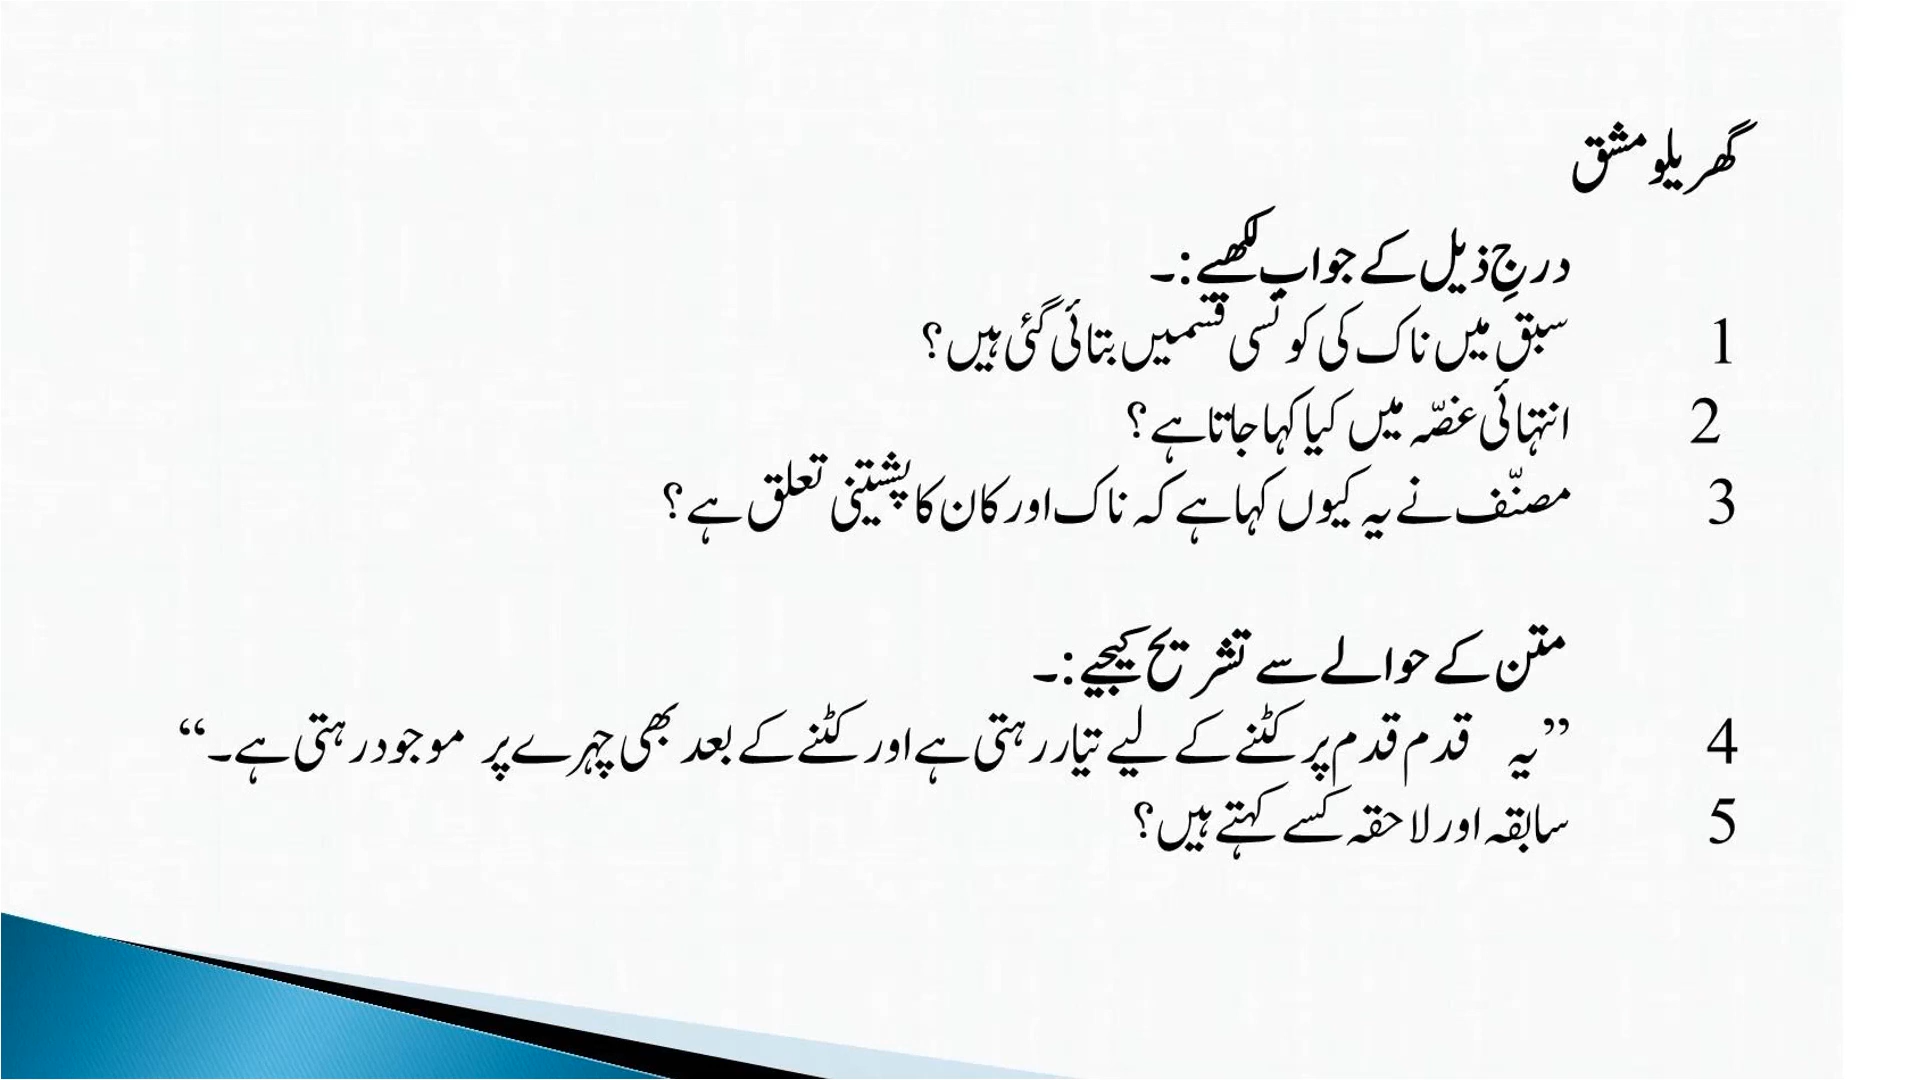 گھریلو مشق
درجِ ذیل کے جواب لکھیے:۔
1 سبق میں ناک کی کونسی قسمیں بتائی گئی ہیں؟
2 انتہائی غصّہ میں کیا کہا جاتا ہے؟
3 مصنّف نے یہ کیوں کہا ہے کہ ناک اور کان کا پشتینی تعلق ہے؟
متن کے حوالے سے تشریح کیجیے:۔
4 ”یہ قدم قدم پر کٹنے کے لیے تیار رہتی ہے اور کٹنے کے بعد بھی چہرے پر موجود رہتی ہے۔“
5 سابقہ اور لاحقہ کسے کہتے ہیں؟